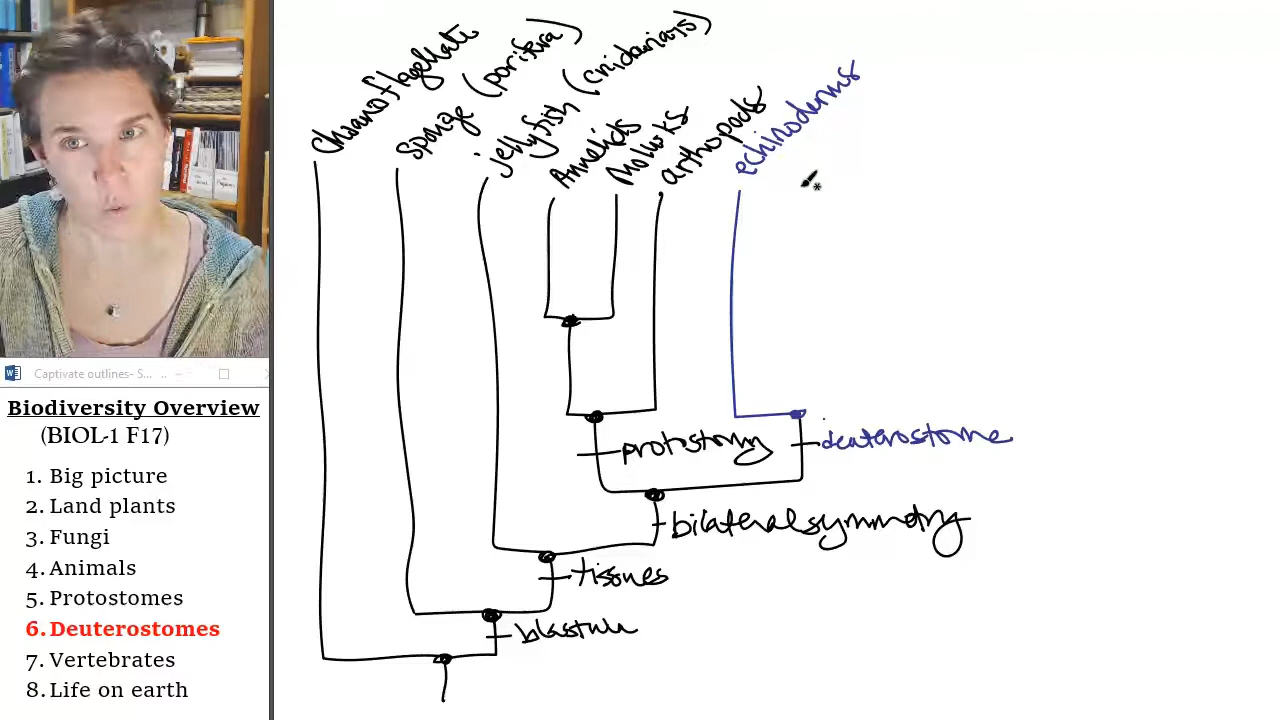 Captivate outlines- S...
Biodiversity Overview
(BIOL-1 F17)
1. Big picture
2. Land plants
3. Fungi
4. Animals
5. Protostomes
6. Deuterostomes
7. Vertebrates
8. Life on earth
Choanoflagellate
sponge (porifera)
jellyfish (cnidarians)
Annelids
Mollusks
arthropods
echinoderms
protostomy
deuterostome
bilateral symmetry
tissues
blastula